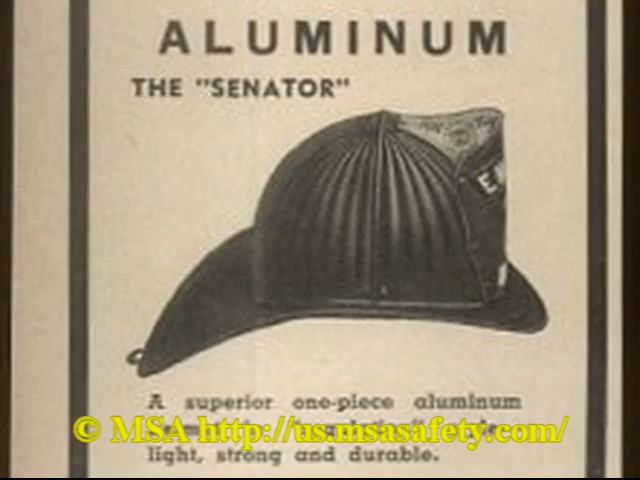 ALUMINUM
THE "SENATOR"
E
A superior one-piece aluminum
© MSA http://us.msasafety.com/
light, strong and durable.